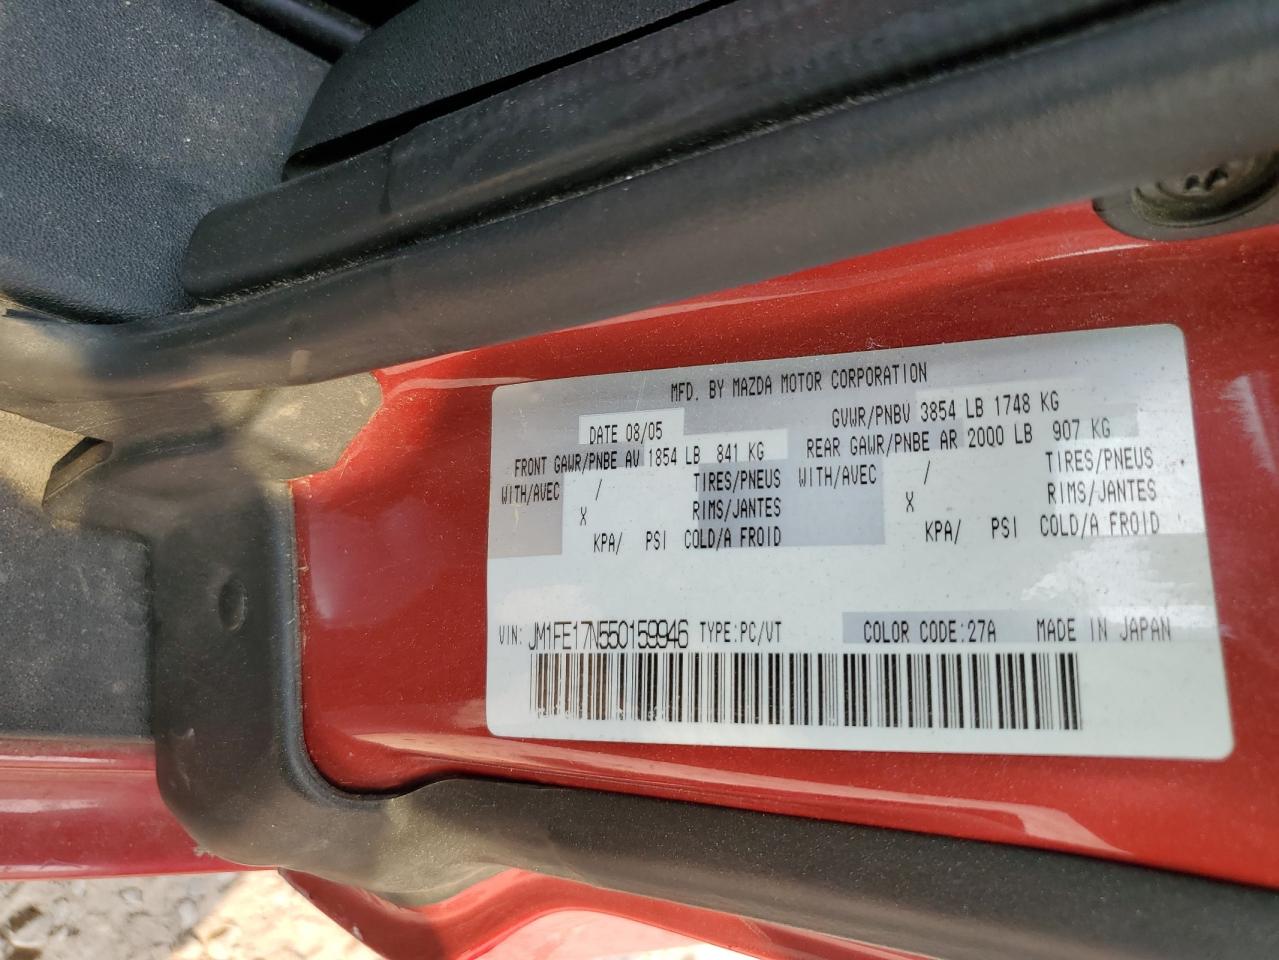 MFD. BY MAZDA MOTOR CORPORATION
DATE 08/05 GVWR/PNBV 3854 LB 1748 KG
FRONT GAWR/PNBE AV 1854 LB 841 KG REAR GAWR/PNBE AR 2000 LB 907 KG
WITH/AVEC / TIRES/PNEUS WITH/AVEC / TIRES/PNEUS
X RIMS/JANTES X RIMS/JANTES
KPA/ PSI COLD/A FROID KPA/ PSI COLD/A FROID
VIN: JM1FE17N550159946 TYPE:PC/VT COLOR CODE:27A MADE IN JAPAN